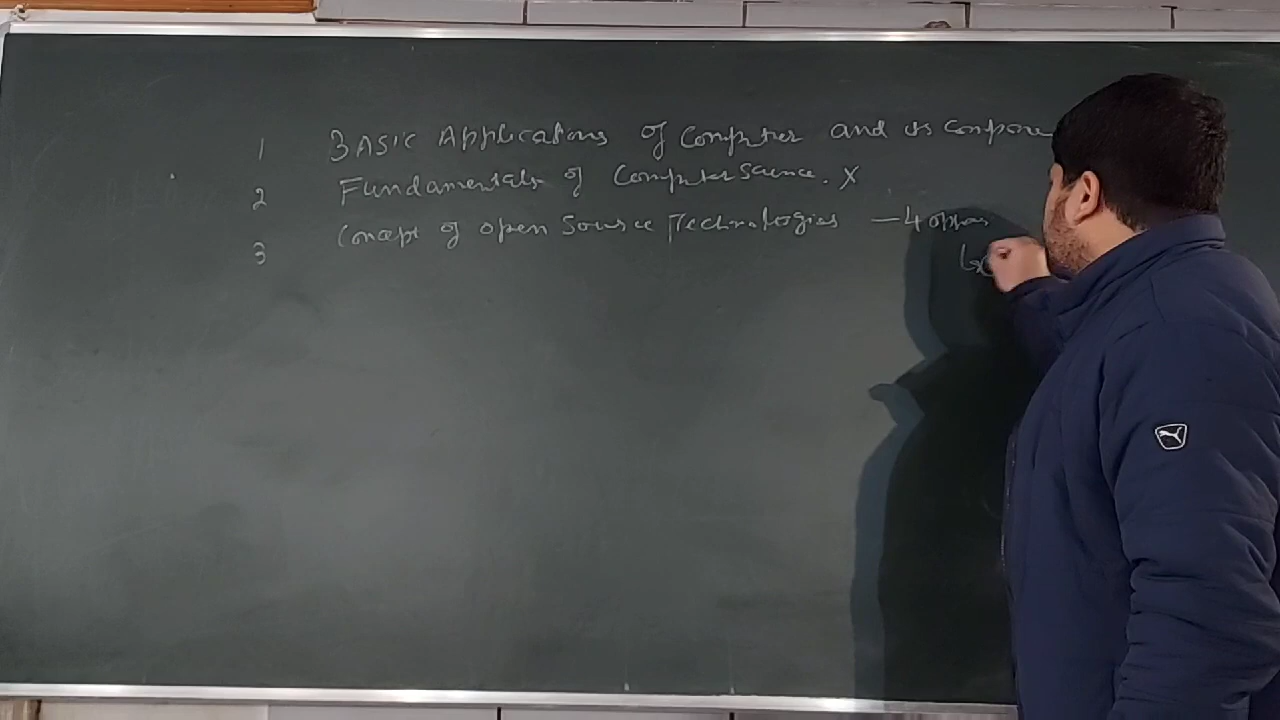 1 BASIC Applications of Computer and its Compone
2 Fundamentals of Computer Science. X
3 Concept of open Source Technologies — 4